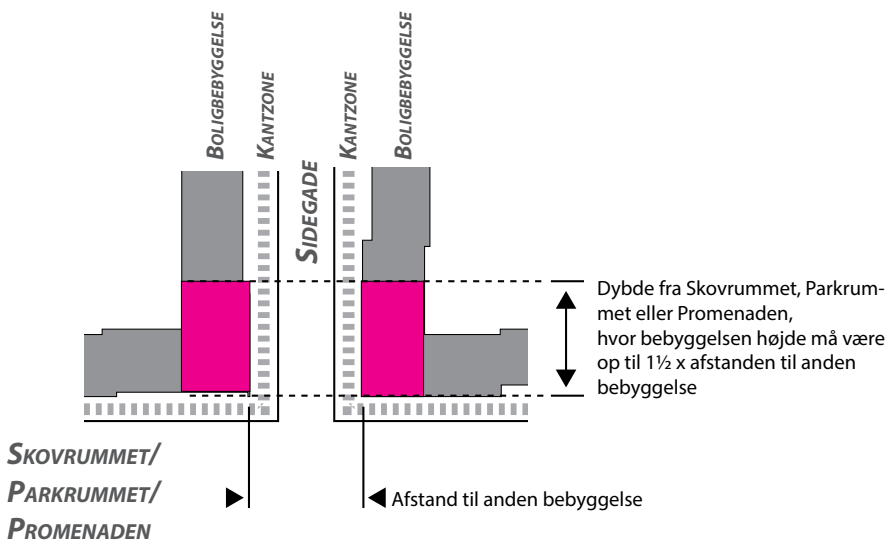 BOLIGBEBYGGELSE
KANTZONE
SIDEGADE
KANTZONE
BOLIGBEBYGGELSE
Dybde fra Skovrummet, Parkrum-
met eller Promenaden,
hvor bebyggelsen højde må være
op til 1½ x afstanden til anden
bebyggelse
SKOVRUMMET/
PARKRUMMET/
PROMENADEN
Afstand til anden bebyggelse